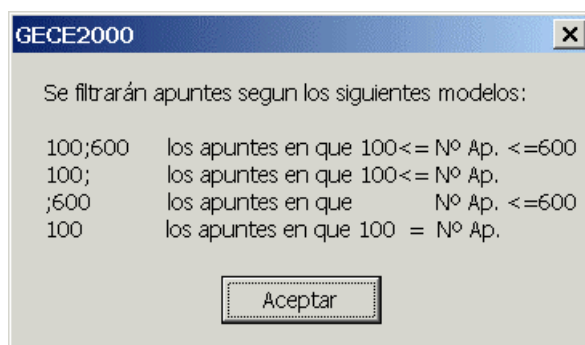 GECE2000
Se filtrarán apuntes segun los siguientes modelos:
100;600 los apuntes en que 100<= Nº Ap. <=600
100; los apuntes en que 100<= Nº Ap.
;600 los apuntes en que Nº Ap. <=600
100 los apuntes en que 100 = Nº Ap.
Aceptar